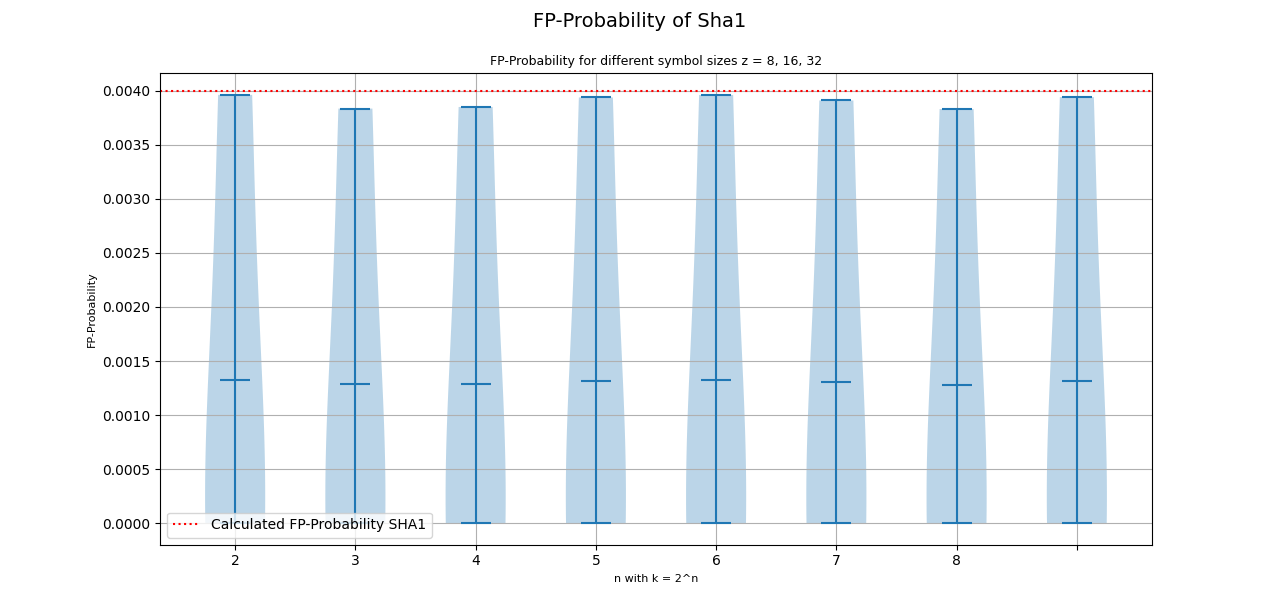 FP-Probability of Sha1
FP-Probability for different symbol sizes z = 8, 16, 32
FP-Probability
0.0040
0.0035
0.0030
0.0025
0.0020
0.0015
0.0010
0.0005
0.0000
Calculated FP-Probability SHA1
2 3 4 5 6 7 8
n with k = 2^n